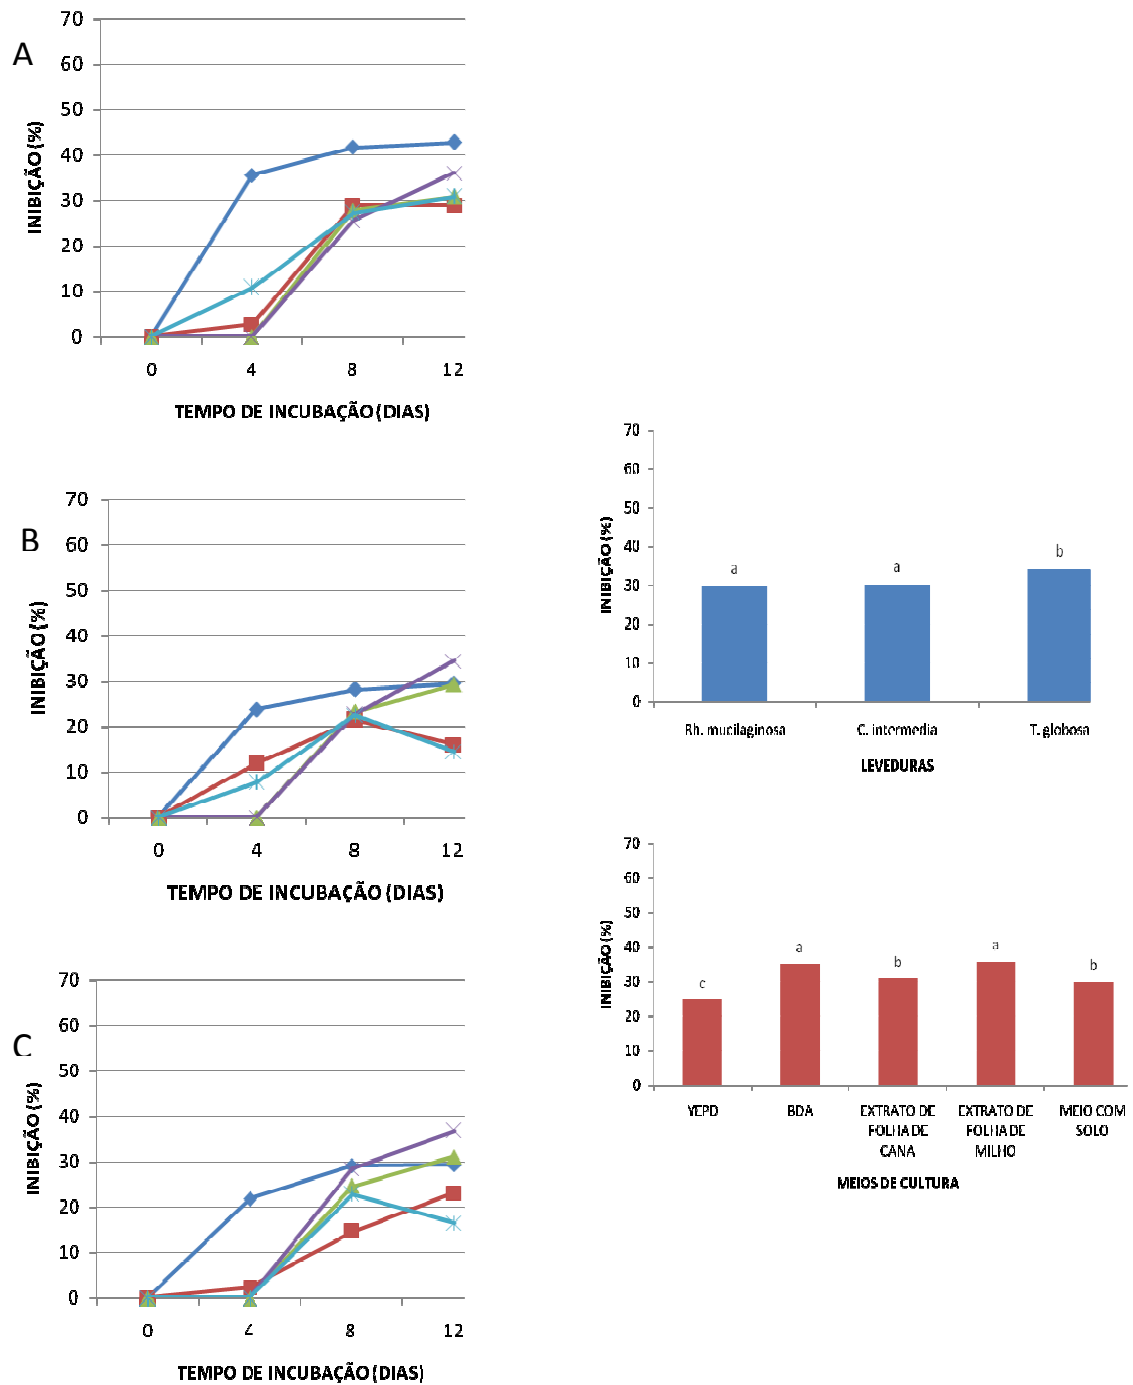 A
70
60
50
40
30
20
10
0
INIBIÇÃO (%)
0 4 8 12
TEMPO DE INCUBAÇÃO (DIAS)
B
70
60
50
40
30
20
10
0
INIBIÇÃO (%)
0 4 8 12
TEMPO DE INCUBAÇÃO (DIAS)
C
70
60
50
40
30
20
10
0
INIBIÇÃO (%)
0 4 8 12
TEMPO DE INCUBAÇÃO (DIAS)
70
60
50
40
30
20
10
0
INIBIÇÃO (%)
a a b
Rh. mucilaginosa C. intermedia T. globosa
LEVEDURAS
70
60
50
40
30
20
10
0
INIBIÇÃO (%)
c a b a b
YEPD BDA EXTRATO DE EXTRATO DE MEIO COM
FOLHA DE FOLHA DE SOLO
CANA MILHO
MEIOS DE CULTURA